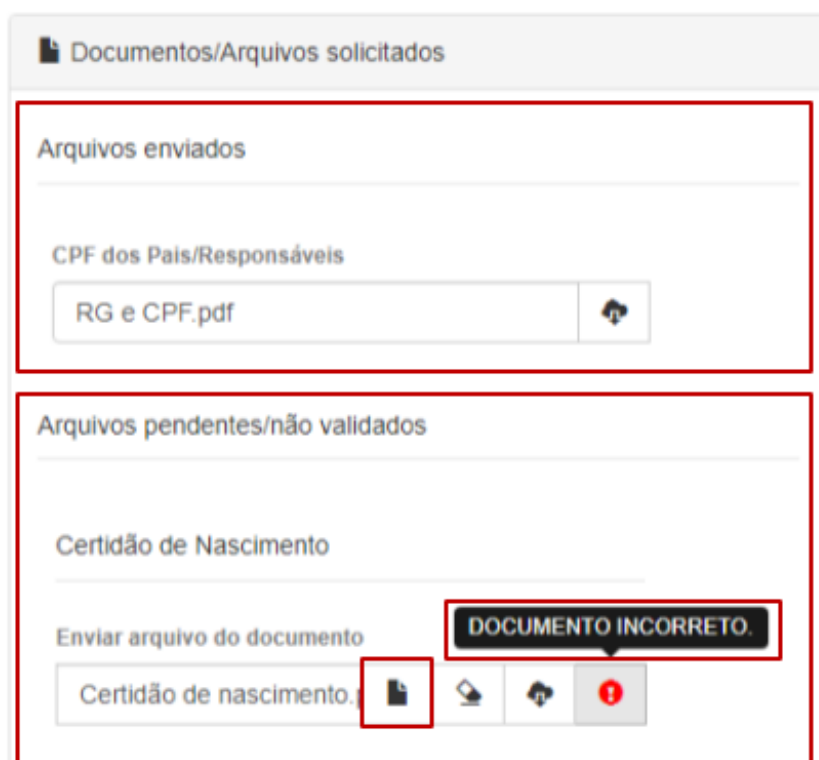 Documentos/Arquivos solicitados
Arquivos enviados
CPF dos Pais/Responsáveis
RG e CPF.pdf
Arquivos pendentes/não validados
Certidão de Nascimento
DOCUMENTO INCORRETO.
Enviar arquivo do documento
Certidão de nascimento.